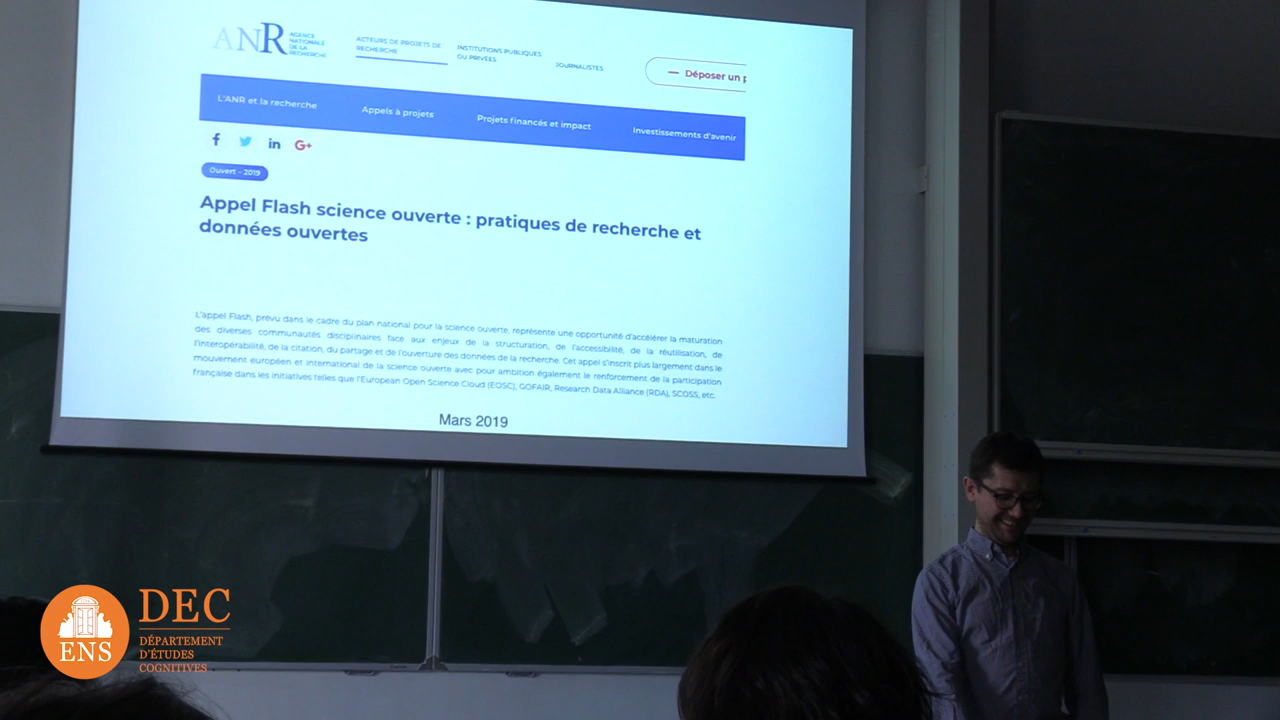 ANR AGENCE
NATIONALE
DE LA
RECHERCHE
ACTEURS DE PROJETS DE
RECHERCHE
INSTITUTIONS PUBLIQUES
OU PRIVÉES
JOURNALISTES
— Déposer un p
L'ANR et la recherche
Appels à projets
Projets financés et impact
Investissements d'avenir
f in G+
Ouvert – 2019
Appel Flash science ouverte : pratiques de recherche et
données ouvertes
L'appel Flash, prévu dans le cadre du plan national pour la science ouverte, représente une opportunité d'accélérer la maturation
des diverses communautés disciplinaires face aux enjeux de la structuration, de l'accessibilité, de la réutilisation, de
l'interopérabilité, de la citation, du partage et de l'ouverture des données de la recherche. Cet appel s'inscrit plus largement dans le
mouvement européen et international de la science ouverte avec pour ambition également le renforcement de la participation
française dans les initiatives telles que l'European Open Science Cloud (EOSC), GOFAIR, Research Data Alliance (RDA), SCOSS, etc.
Mars 2019
ENS
DEC
DÉPARTEMENT
D'ÉTUDES
COGNITIVES